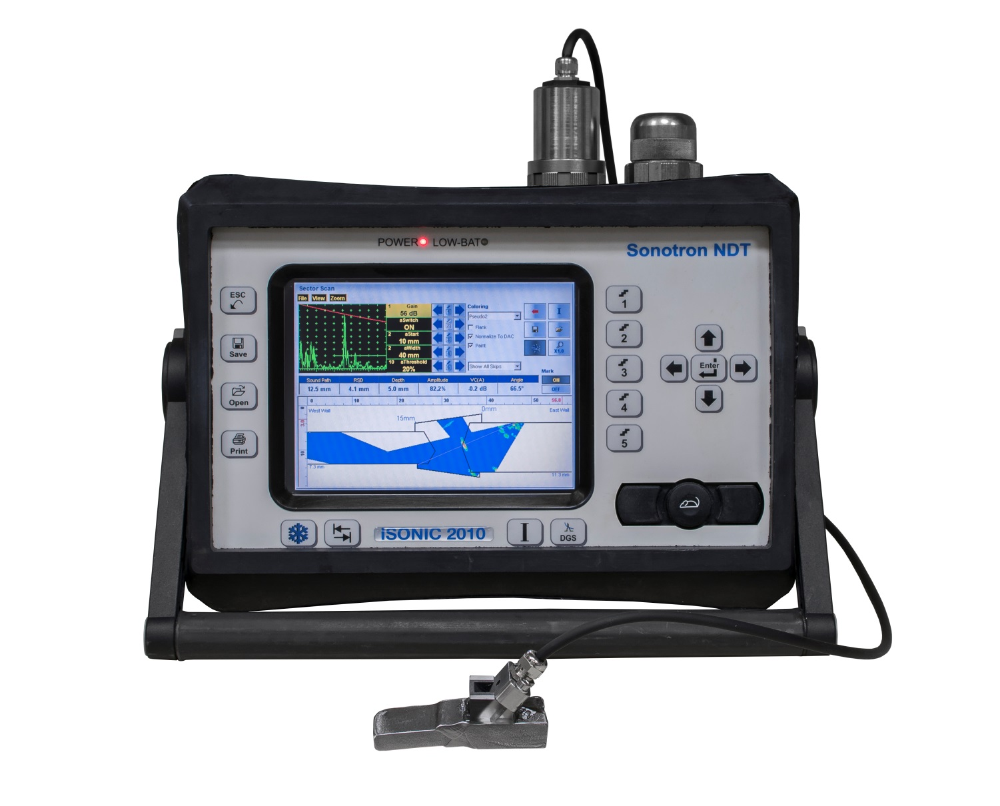 POWER LOW-BAT
Sonotron NDT
ESC
Save
Open
Print
Sector Scan
File View Zoom
1 Gain
56 dB
aSwitch
ON
2 aStart
10 mm
2 aWidth
40 mm
10 aThreshold
20%
Coloring
Pseudo2
Flank
Normalize To DAC
Paint
Show All Skips
I
X1.0
Mark
ON
OFF
Sound Path RSD Depth Amplitude VC(A) Angle
12.5 mm 4.1 mm 5.0 mm 82.2% -0.2 dB 66.5°
0 10 20 30 40 50 56.8
0
3.0
10
West Wall
15mm
0mm
East Wall
7.3 mm
11.3 mm
1
2
3
4
5
Enter
iSONIC 2010
I
DGS